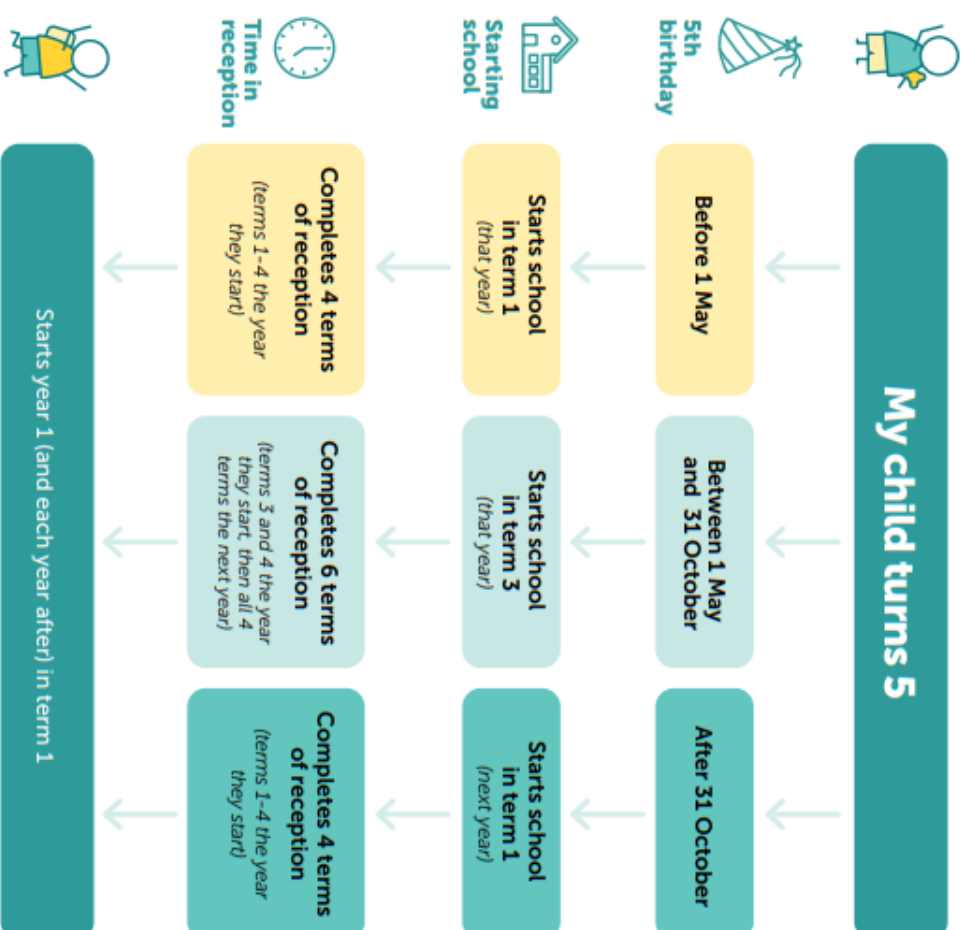 My child turns 5
5th
birthday
Before 1 May
Between 1 May
and 31 October
After 31 October
Starting
school
Starts school
in term 1
(that year)
Starts school
in term 3
(that year)
Starts school
in term 1
(next year)
Time in
reception
Completes 4 terms
of reception
(terms 1-4 the year
they start)
Completes 6 terms
of reception
(terms 3 and 4 the year
they start, then all 4
terms the next year)
Completes 4 terms
of reception
(terms 1-4 the year
they start)
Starts year 1 (and each year after) in term 1